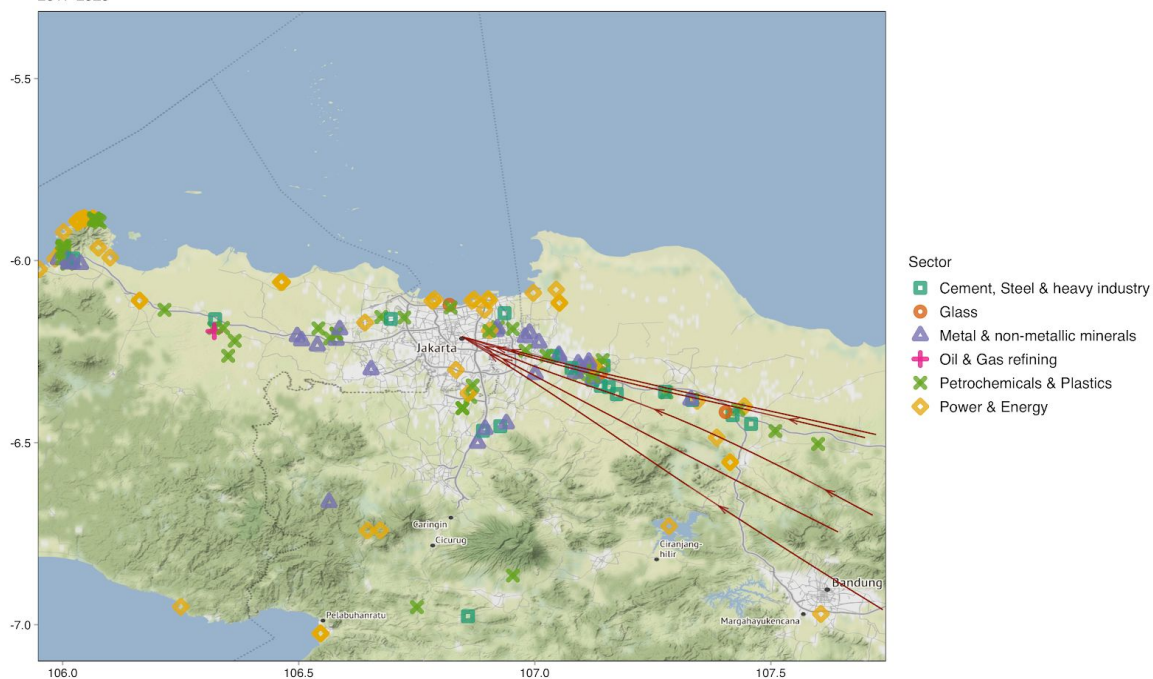 -5.5
-6.0
-6.5
-7.0
106.0
106.5
107.0
107.5
Jakarta
Caringin
Cicurug
Pelabuhanratu
Ciranjang-
hilir
Bandung
Margahayukencana
Sector
Cement, Steel & heavy industry
Glass
Metal & non-metallic minerals
Oil & Gas refining
Petrochemicals & Plastics
Power & Energy